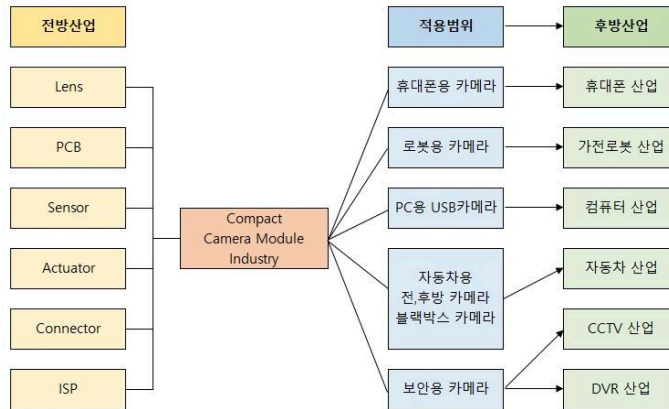 전방산업
적용범위
후방산업
Lens
PCB
Sensor
Actuator
Connector
ISP
Compact
Camera Module
Industry
휴대폰용 카메라
로봇용 카메라
PC용 USB카메라
자동차용
전,후방 카메라
블랙박스 카메라
보안용 카메라
휴대폰 산업
가전로봇 산업
컴퓨터 산업
자동차 산업
CCTV 산업
DVR 산업